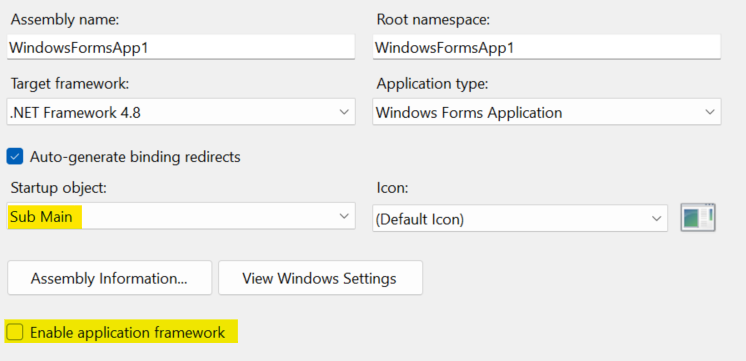 Assembly name: Root namespace:
WindowsFormsApp1 WindowsFormsApp1
Target framework: Application type:
.NET Framework 4.8 Windows Forms Application
Auto-generate binding redirects
Startup object: Icon:
Sub Main (Default Icon)
Assembly Information... View Windows Settings
Enable application framework